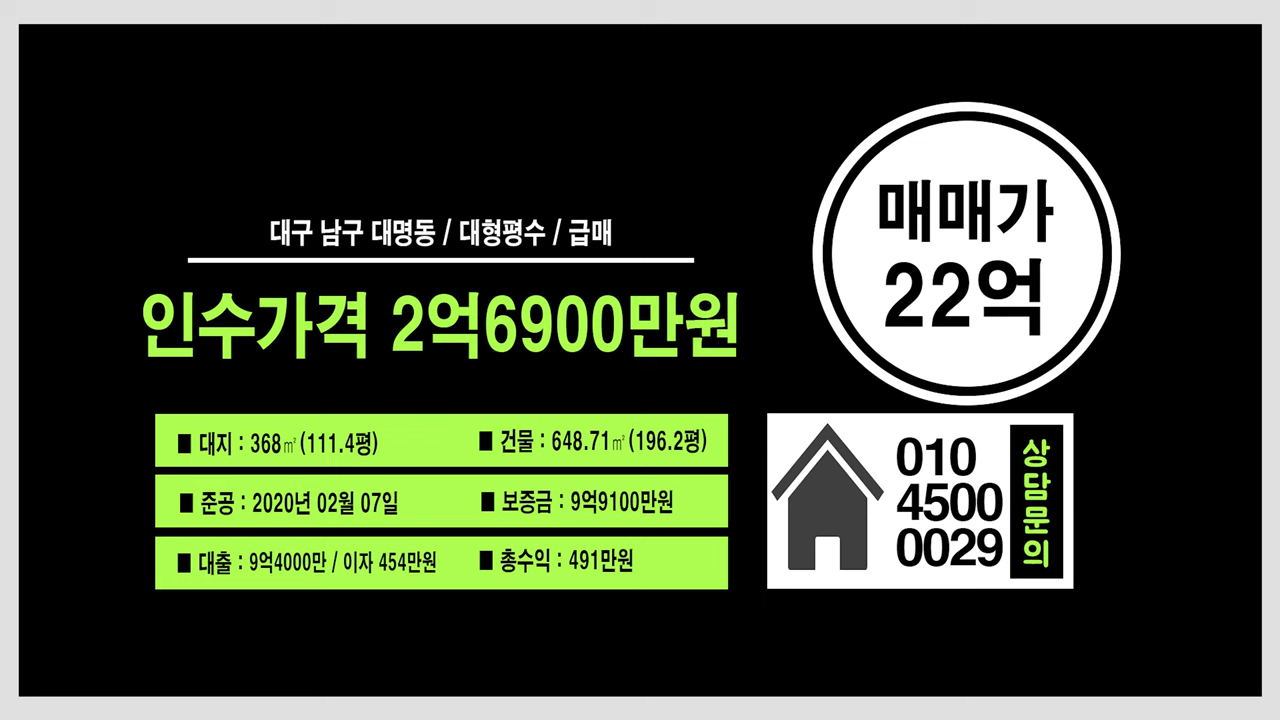 대구 남구 대명동 / 대형평수 / 급매
인수가격 2억6900만원
매매가
22억
■ 대지 : 368㎡(111.4평)
■ 건물 : 648.71㎡(196.2평)
■ 준공 : 2020년 02월 07일
■ 보증금 : 9억9100만원
■ 대출 : 9억4000만 / 이자 454만원
■ 총수익 : 491만원
010
4500
0029
상담문의